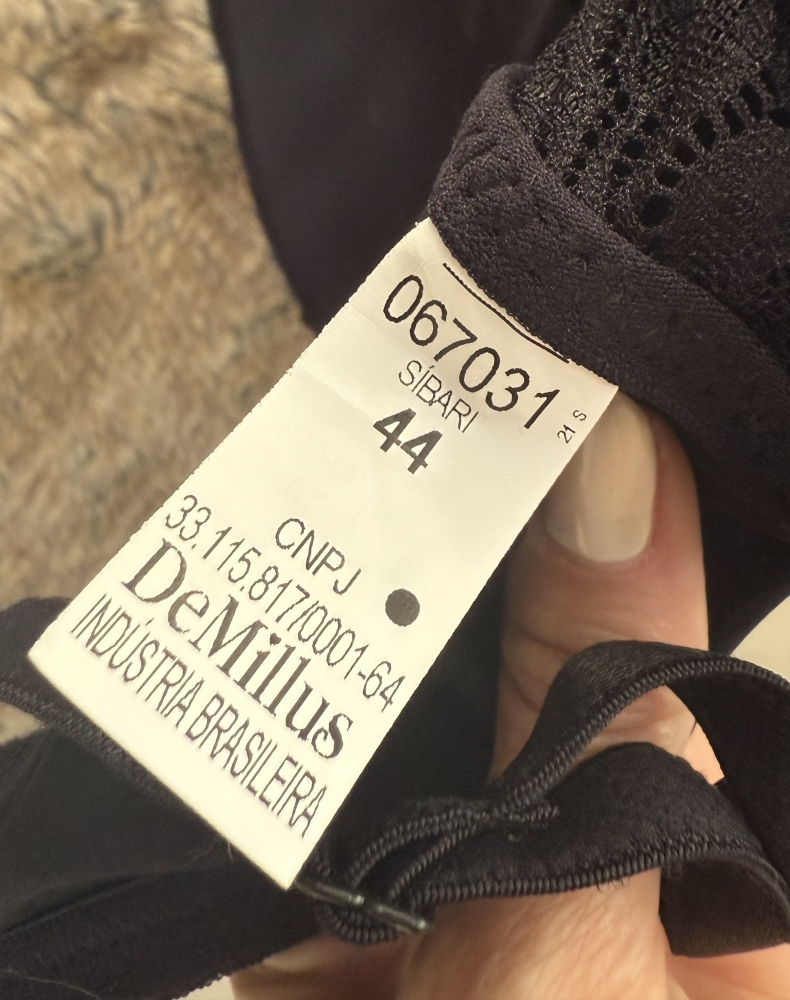 067031
SÍBARI
44
21 S
CNPJ
33.115.817/0001-64
DeMillus
INDÚSTRIA BRASILEIRA